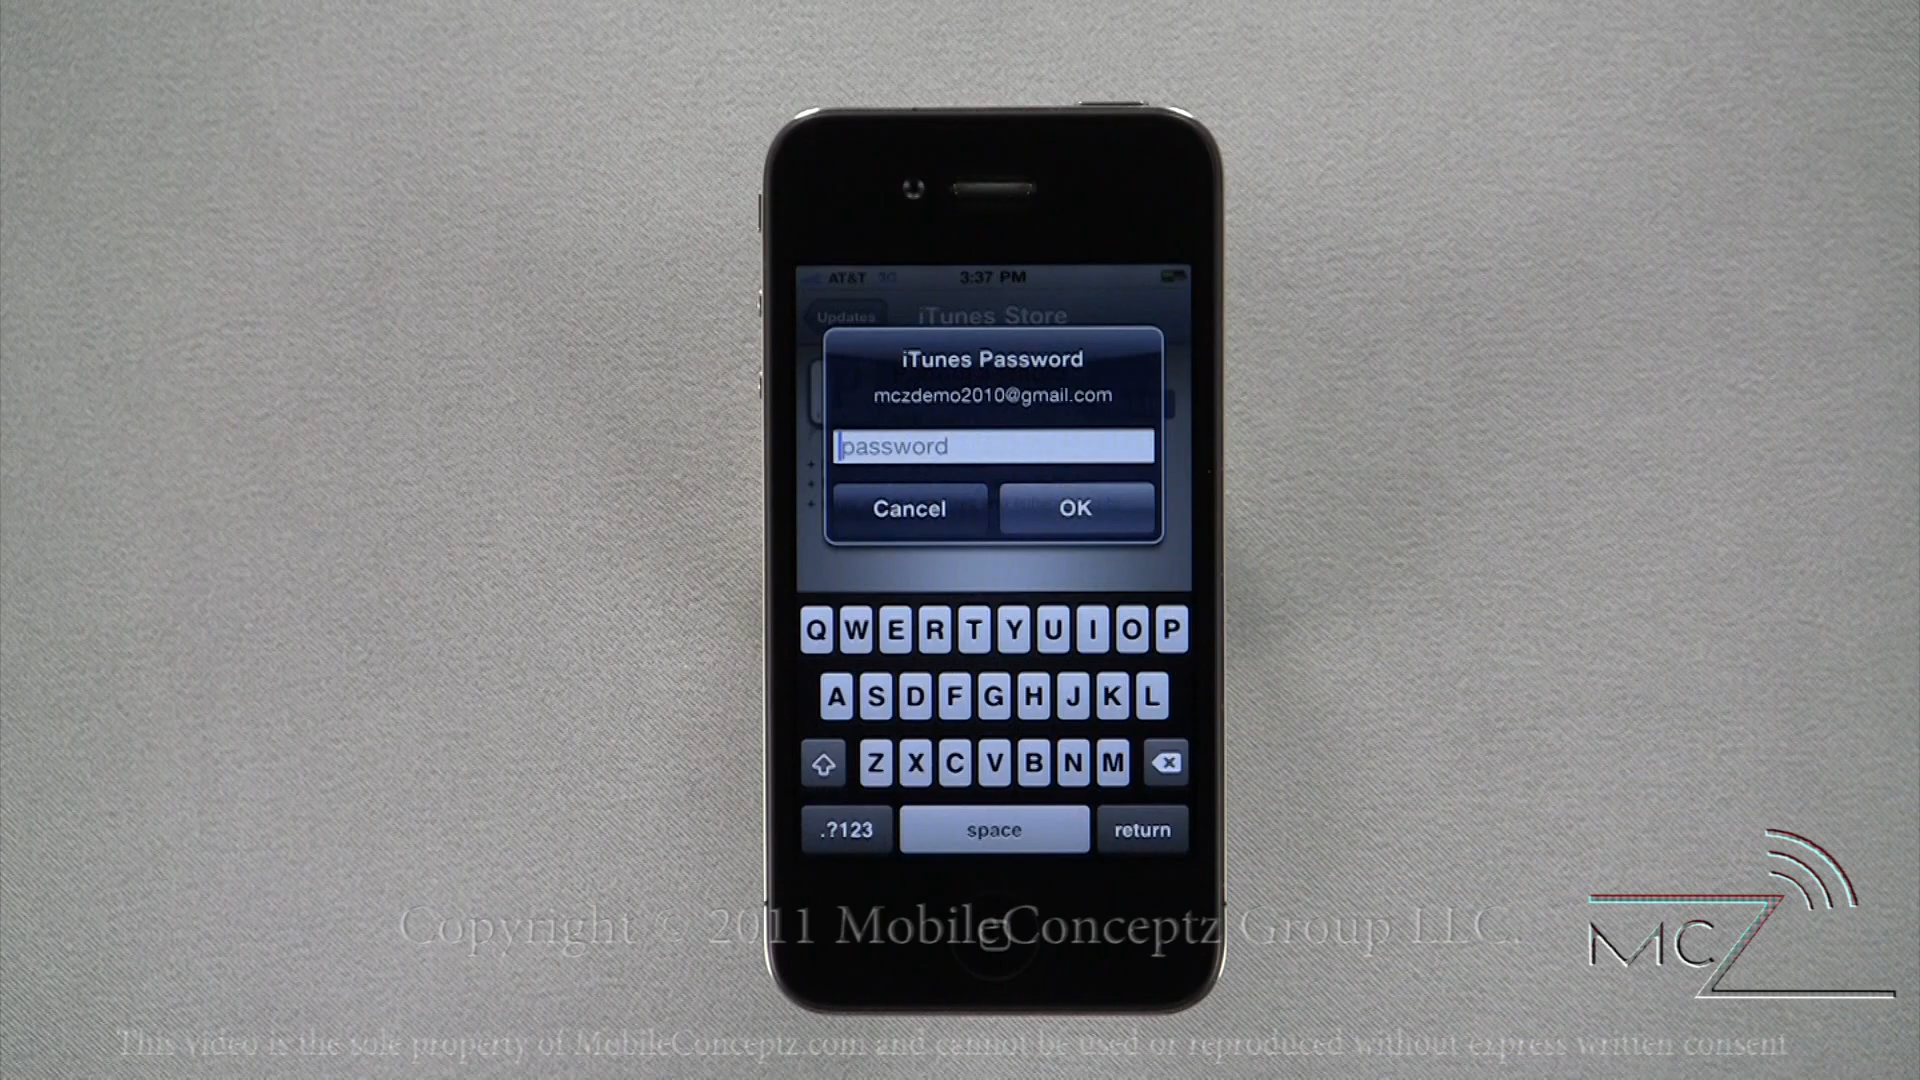 AT&T 3G 3:37 PM
Updates iTunes Store
iTunes Password
mczdemo2010@gmail.com
password
Cancel OK
Q W E R T Y U I O P
A S D F G H J K L
Z X C V B N M
.?123 space return
Copyright © 2011 MobileConceptz Group LLC.
MCZ
This video is the sole property of MobileConceptz.com and cannot be used or reproduced without express written consent